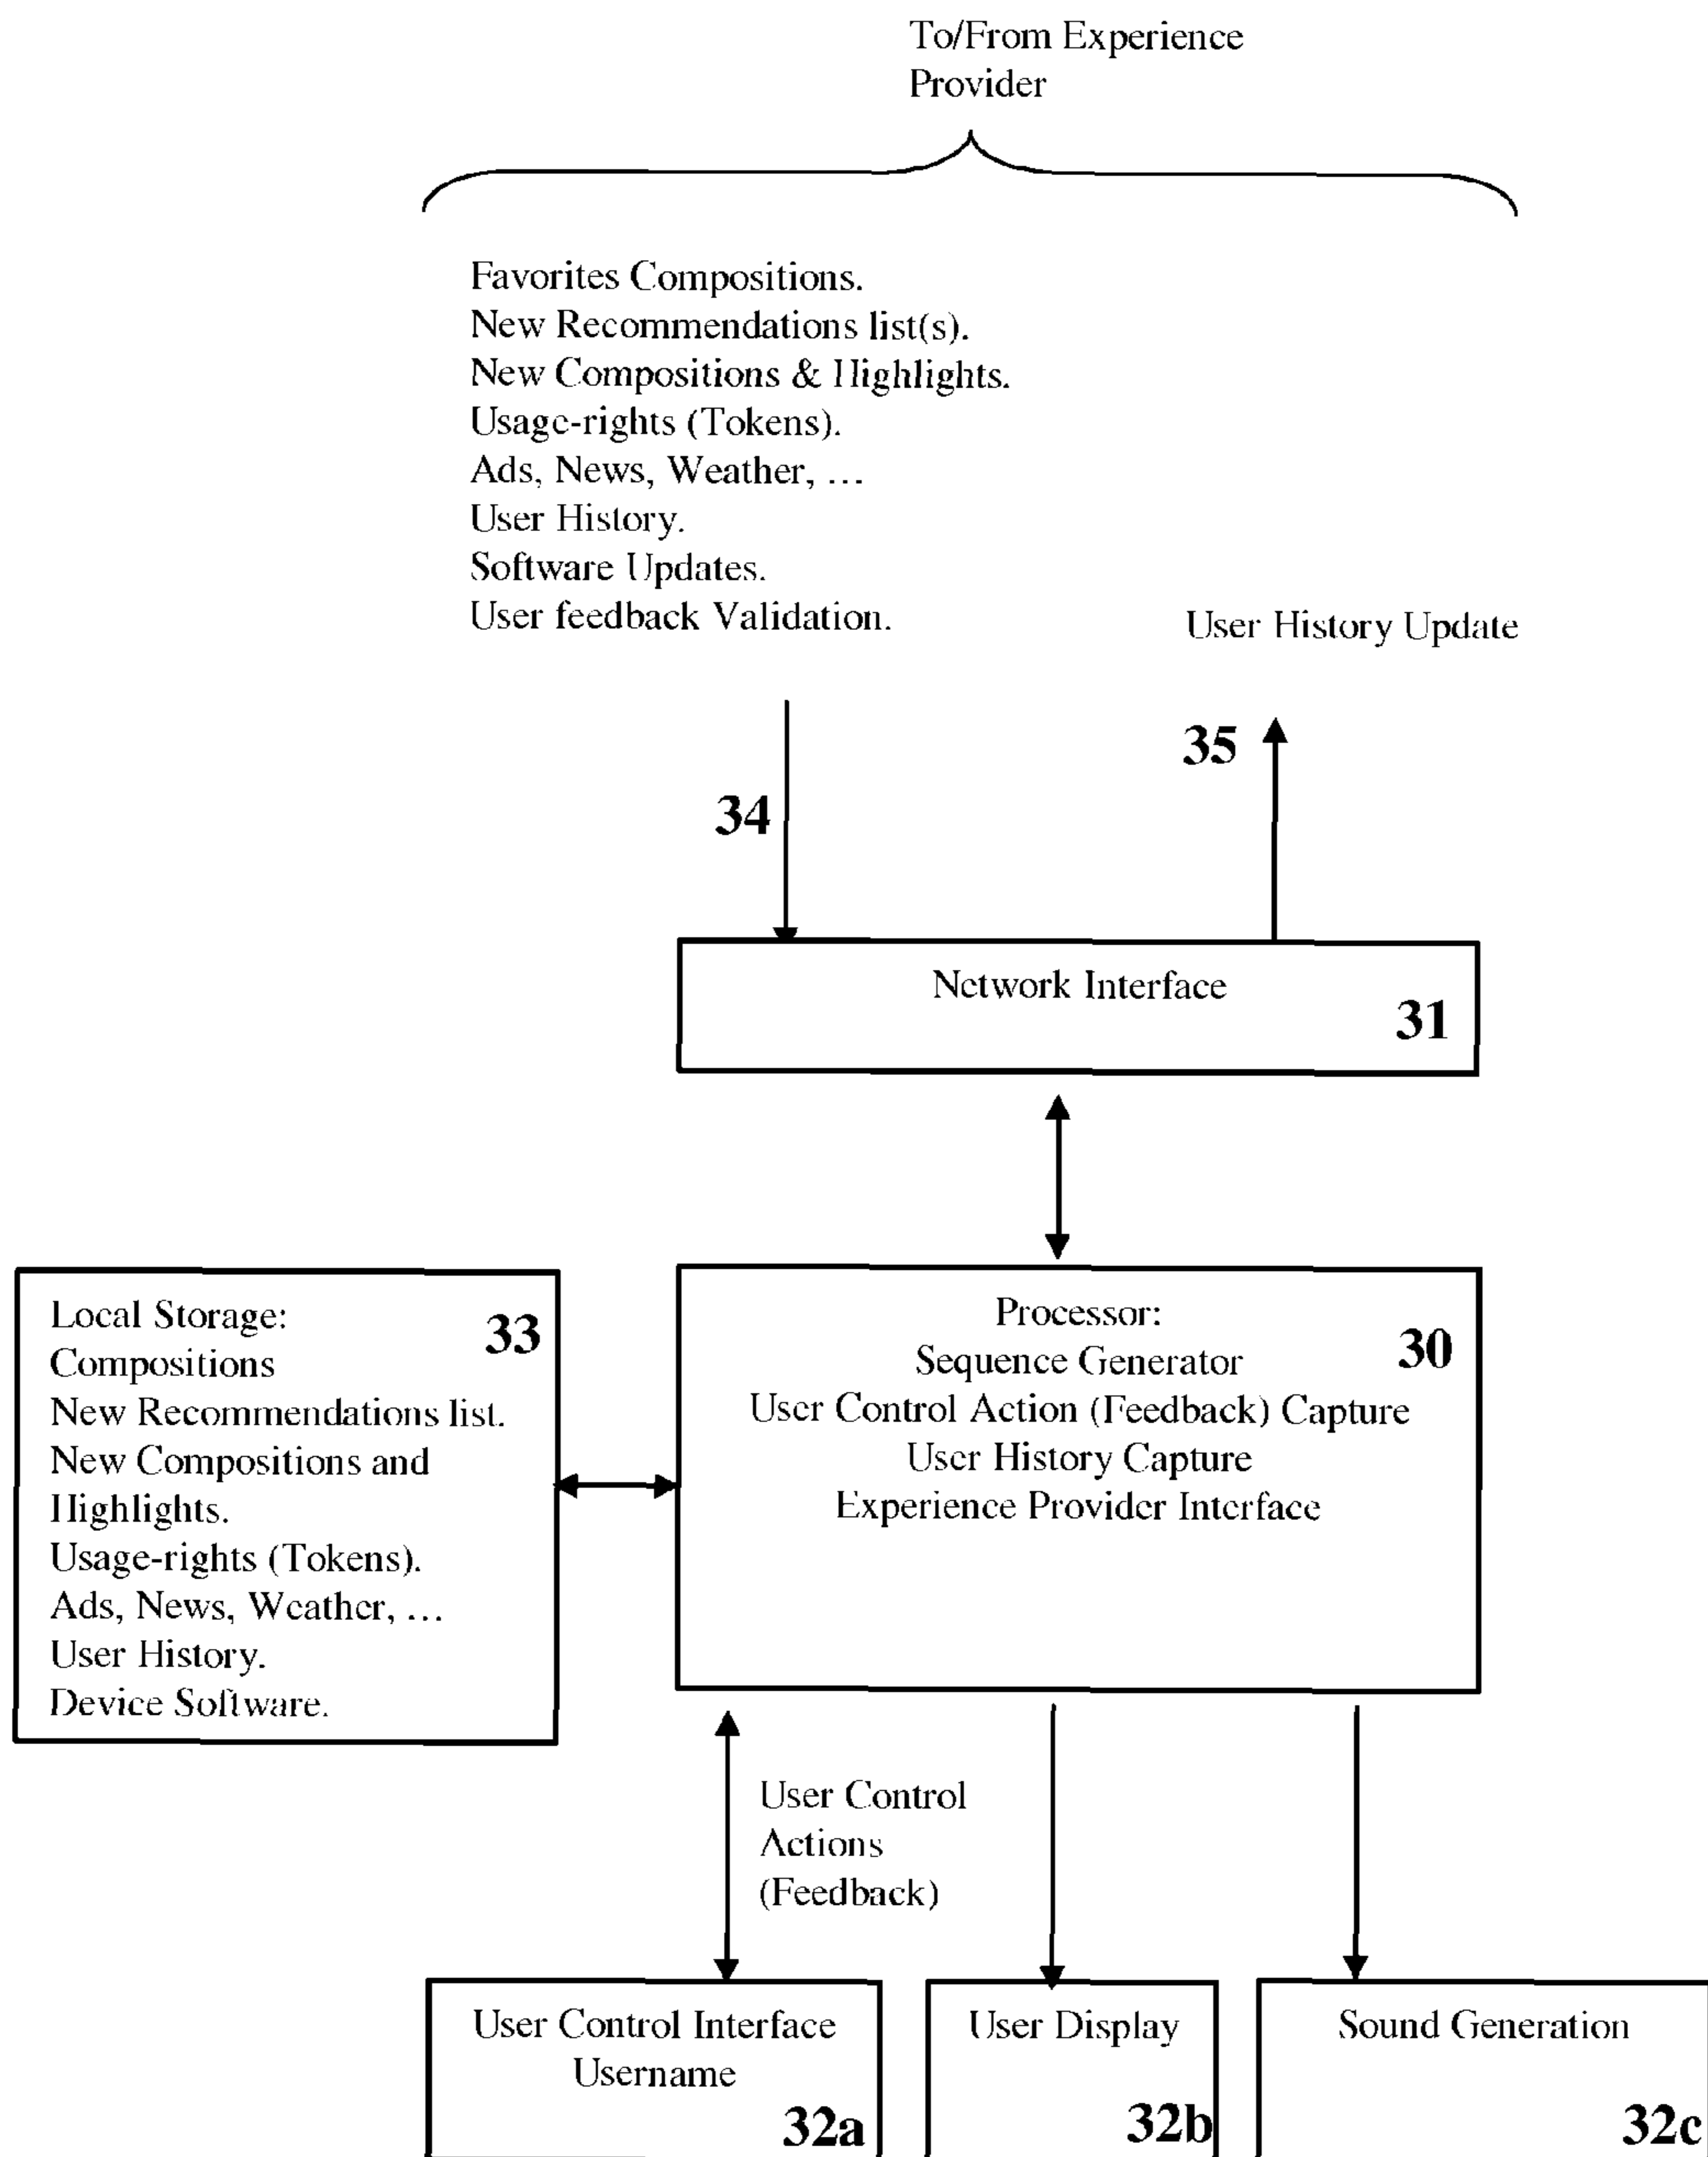 To/From Experience
Provider
Favorites Compositions.
New Recommendations list(s).
New Compositions & Highlights.
Usage-rights (Tokens).
Ads, News, Weather, ...
User History.
Software Updates.
User feedback Validation.
User History Update
35
34
Network Interface
31
Local Storage:
33
Compositions
New Recommendations list.
New Compositions and
Highlights.
Usage-rights (Tokens).
Ads, News, Weather, ...
User History.
Device Software.
Processor:
30
Sequence Generator
User Control Action (Feedback) Capture
User History Capture
Experience Provider Interface
User Control
Actions
(Feedback)
User Control Interface
Username
32a
User Display
32b
Sound Generation
32c